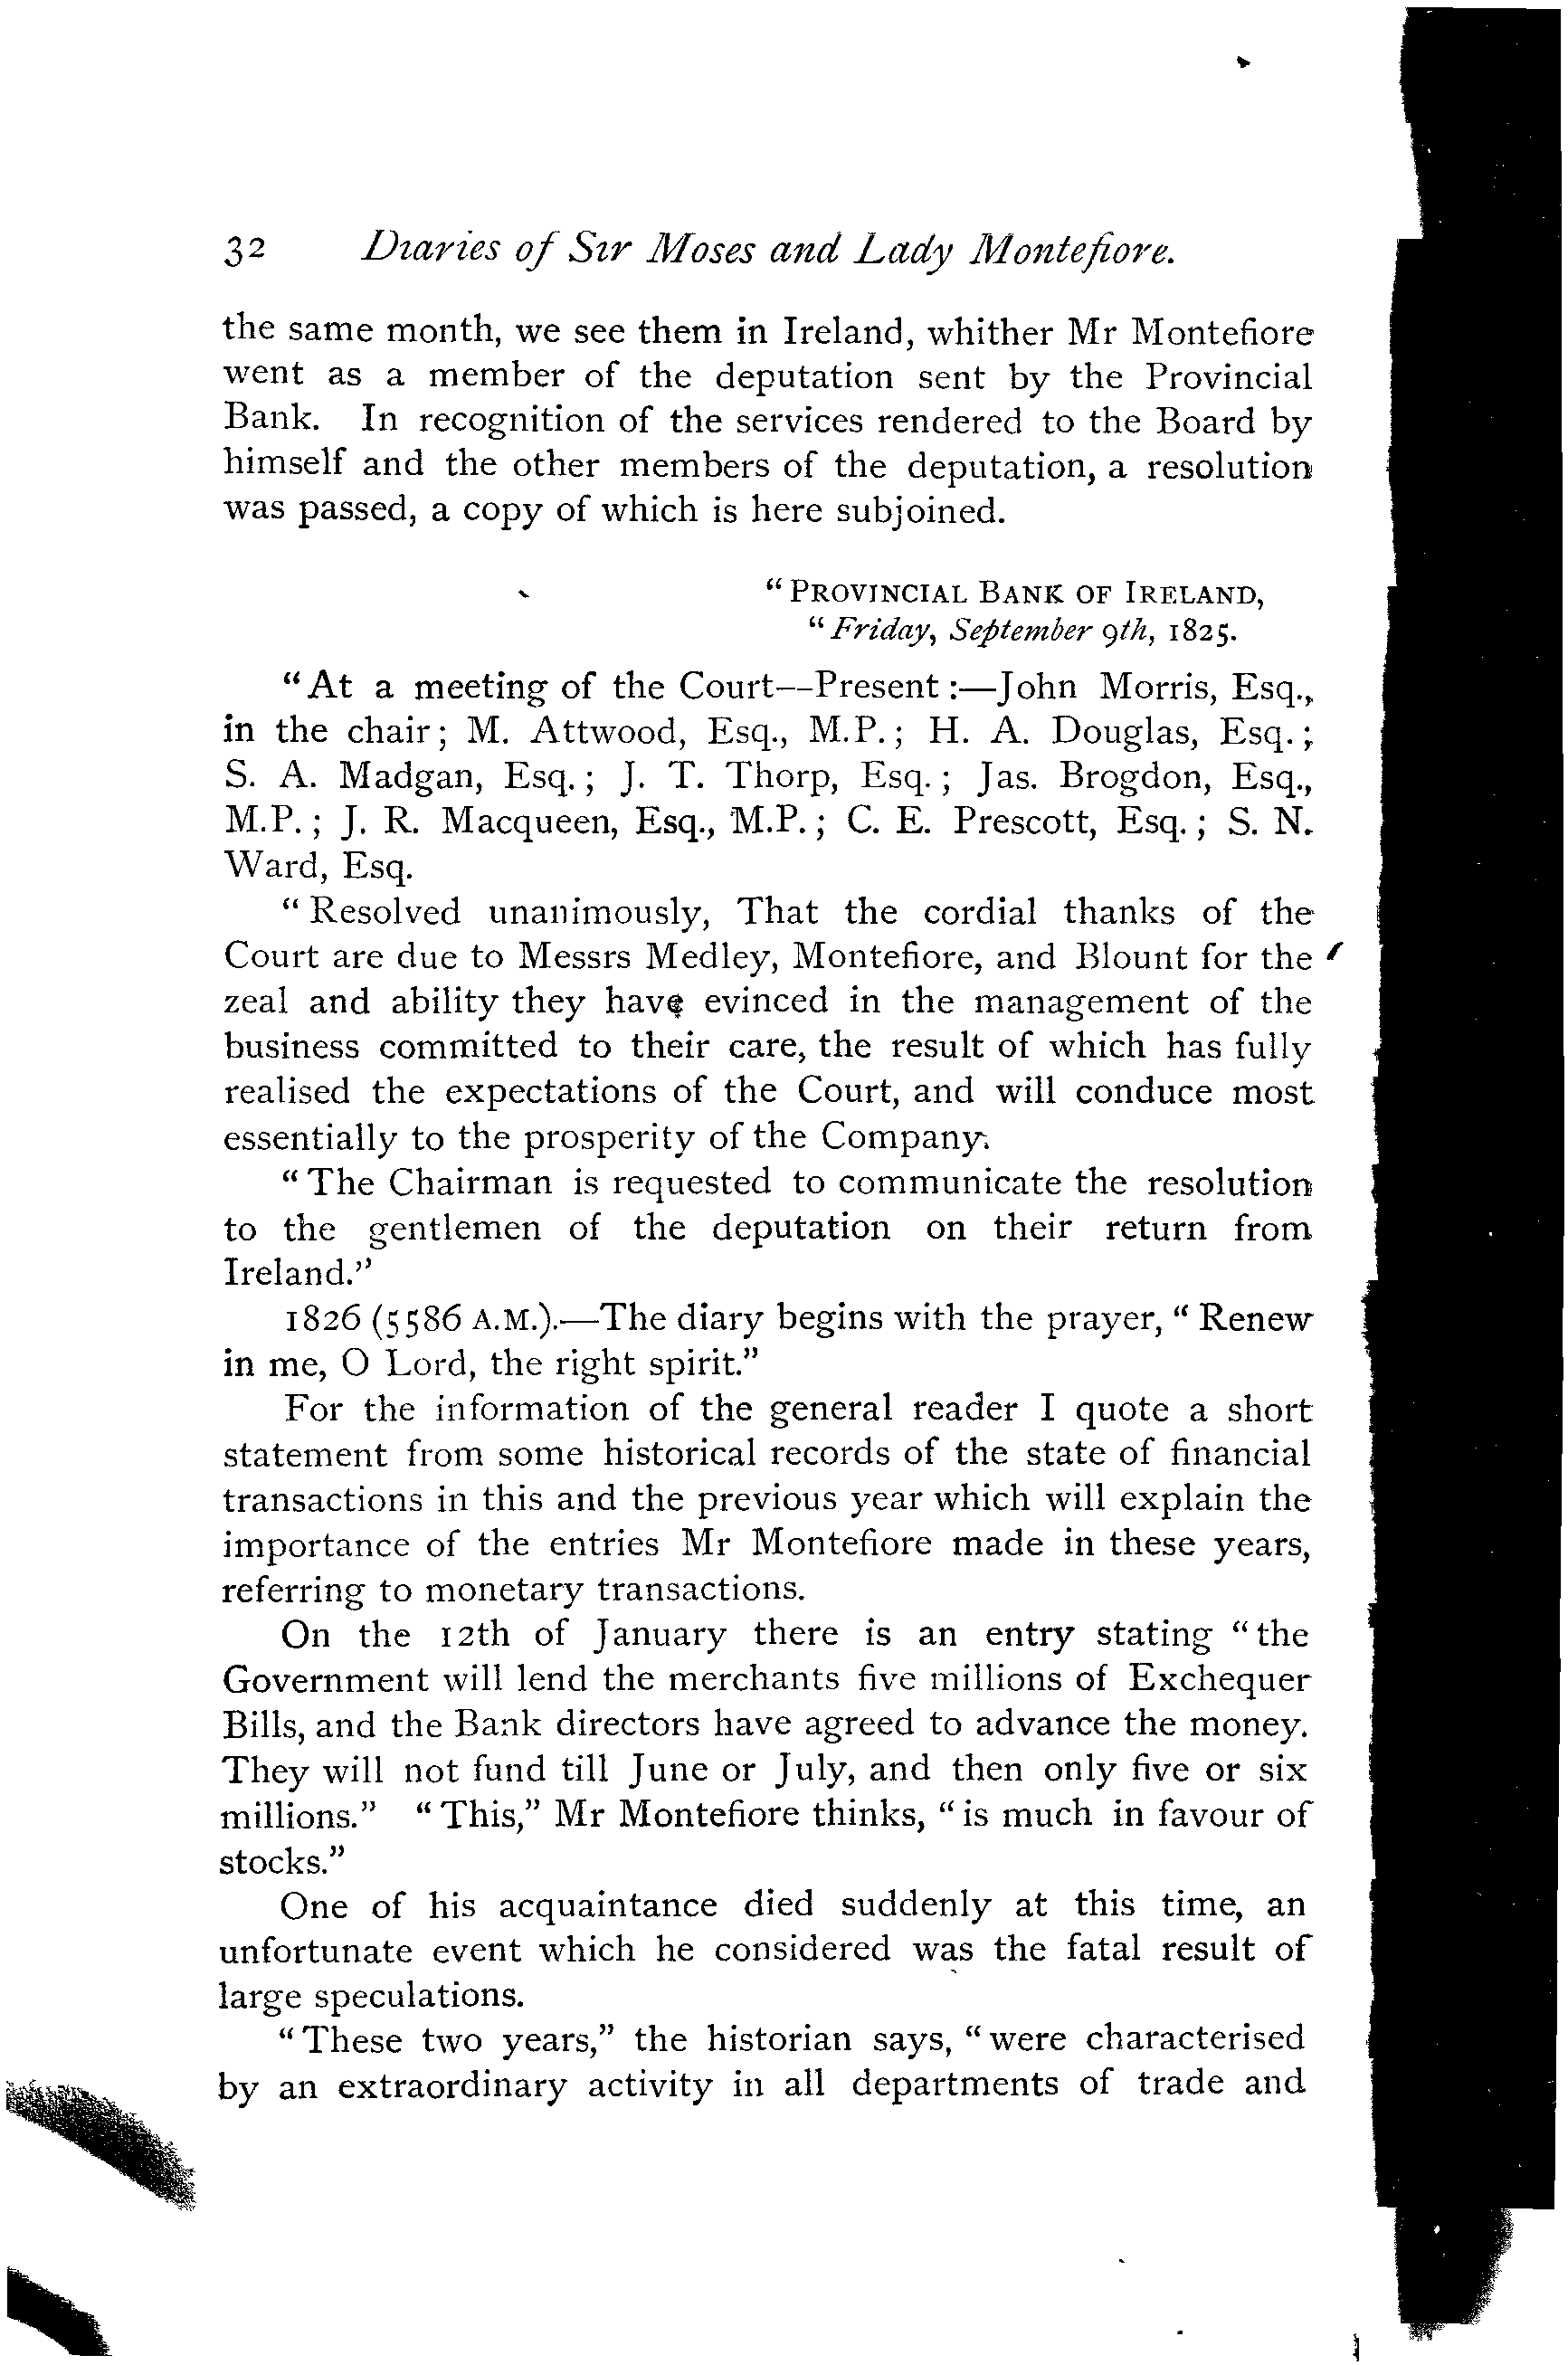 32 Diaries of Sir Moses and Lady Montefiore.
the same month, we see them in Ireland, whither Mr Montefiore
went as a member of the deputation sent by the Provincial
Bank. In recognition of the services rendered to the Board by
himself and the other members of the deputation, a resolution
was passed, a copy of which is here subjoined.
"PROVINCIAL BANK OF IRELAND,
"Friday, September 9th, 1825.
"At a meeting of the Court--Present:—John Morris, Esq.,
in the chair; M. Attwood, Esq., M.P.; H. A. Douglas, Esq.;
S. A. Madgan, Esq.; J. T. Thorp, Esq.; Jas. Brogdon, Esq.,
M.P.; J. R. Macqueen, Esq., M.P.; C. E. Prescott, Esq.; S. N.
Ward, Esq.
"Resolved unanimously, That the cordial thanks of the
Court are due to Messrs Medley, Montefiore, and Blount for the
zeal and ability they have evinced in the management of the
business committed to their care, the result of which has fully
realised the expectations of the Court, and will conduce most
essentially to the prosperity of the Company.
"The Chairman is requested to communicate the resolution
to the gentlemen of the deputation on their return from
Ireland."
1826 (5586 A.M.).—The diary begins with the prayer, "Renew
in me, O Lord, the right spirit."
For the information of the general reader I quote a short
statement from some historical records of the state of financial
transactions in this and the previous year which will explain the
importance of the entries Mr Montefiore made in these years,
referring to monetary transactions.
On the 12th of January there is an entry stating "the
Government will lend the merchants five millions of Exchequer
Bills, and the Bank directors have agreed to advance the money.
They will not fund till June or July, and then only five or six
millions." "This," Mr Montefiore thinks, "is much in favour of
stocks."
One of his acquaintance died suddenly at this time, an
unfortunate event which he considered was the fatal result of
large speculations.
"These two years," the historian says, "were characterised
by an extraordinary activity in all departments of trade and